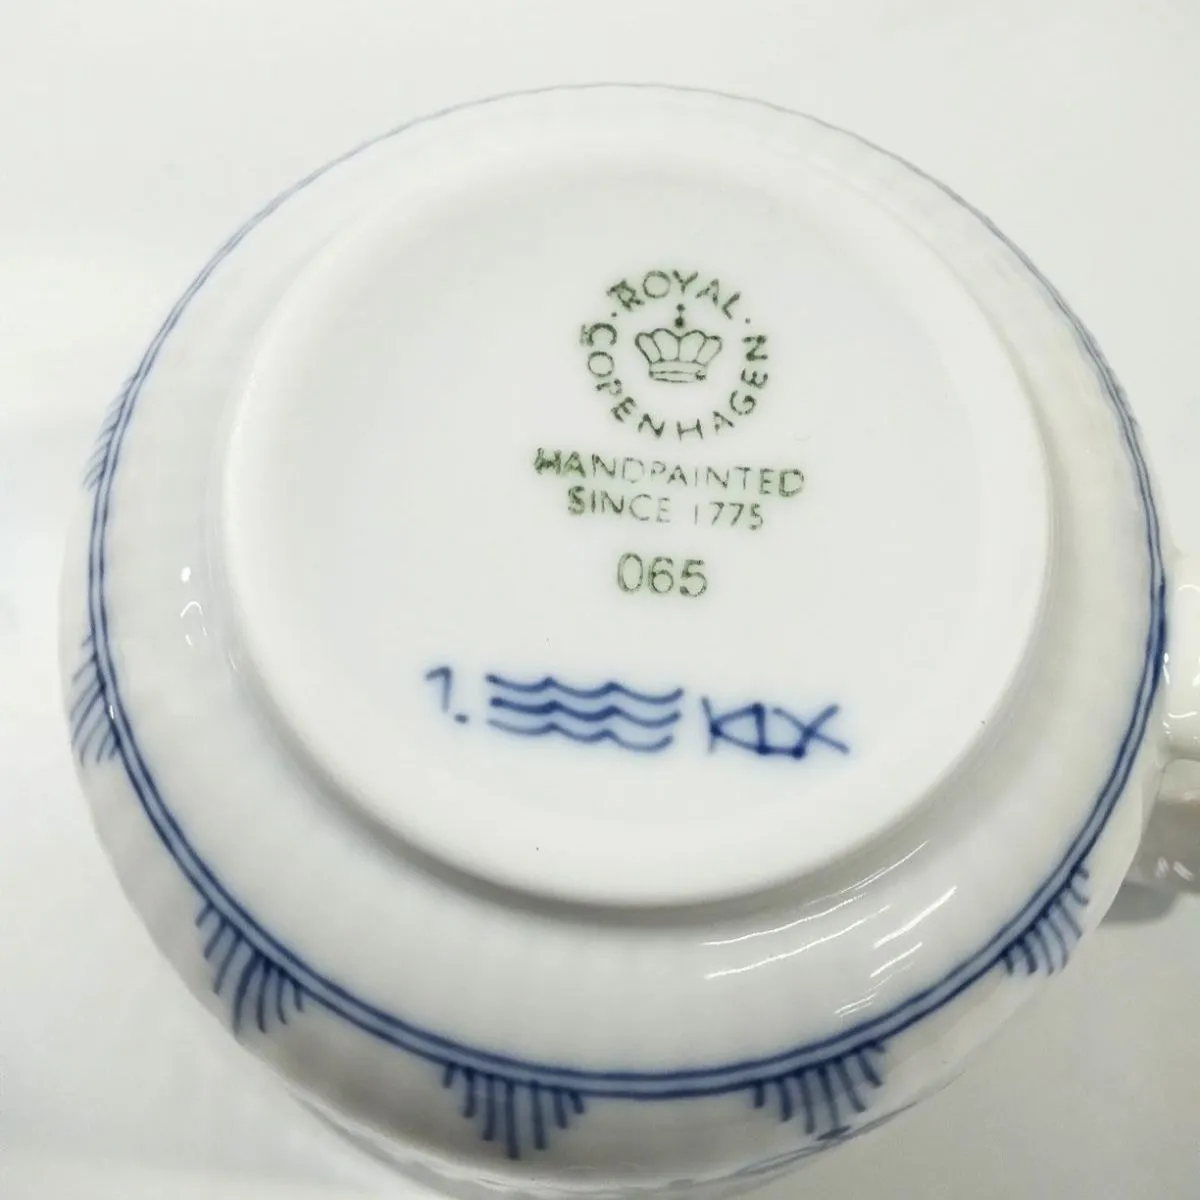 ROYAL
COPENHAGEN
HANDPAINTED
SINCE 1775
065
1.